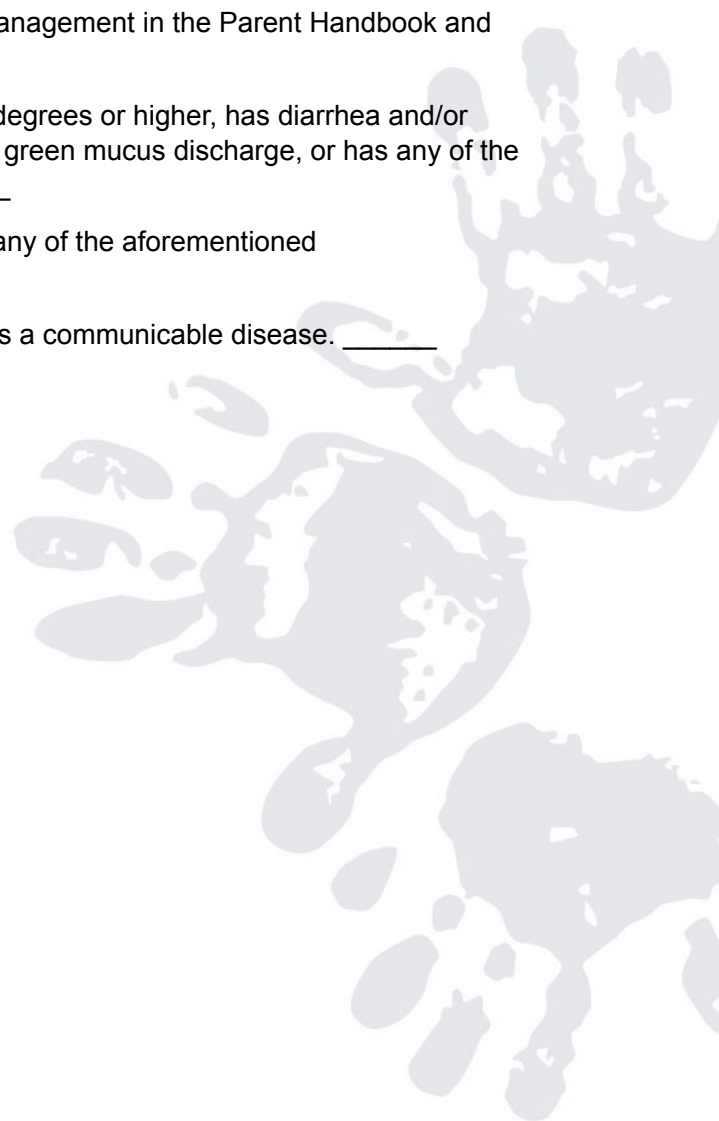 anagement in the Parent Handbook and
degrees or higher, has diarrhea and/or
green mucus discharge, or has any of the
_
any of the aforementioned
s a communicable disease. ______